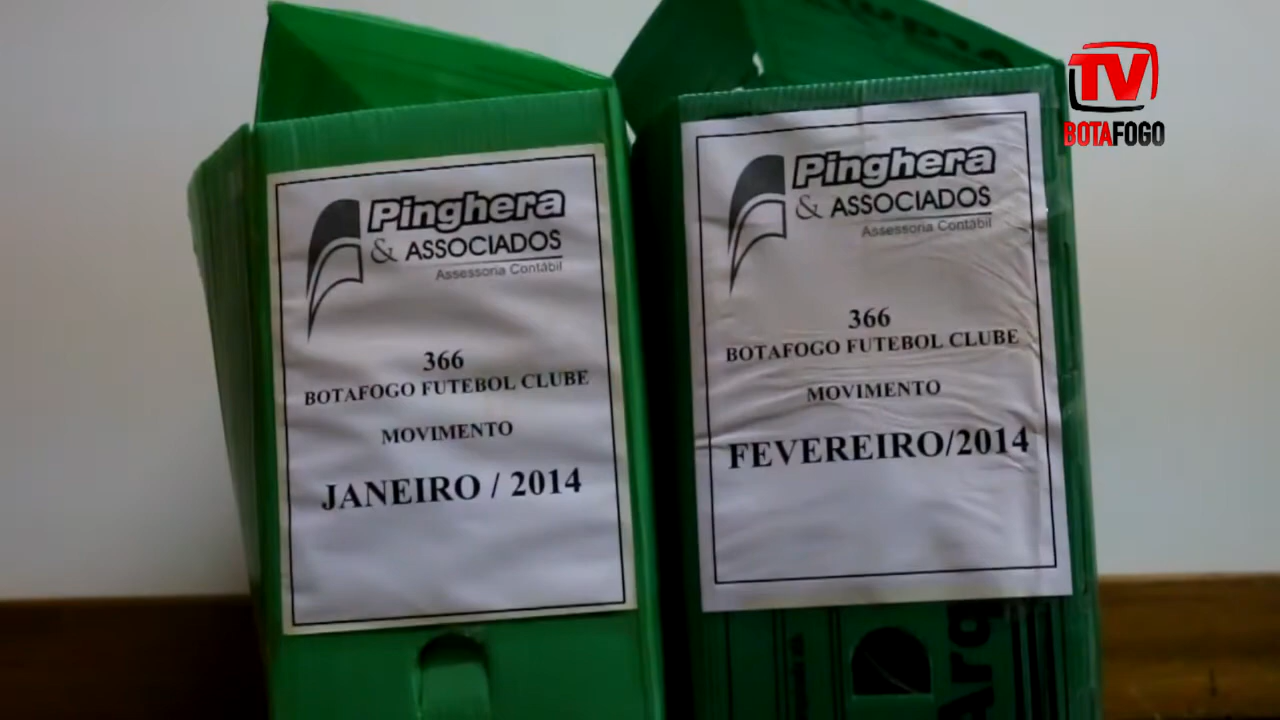 TV
BOTAFOGO
Pinghera
& ASSOCIADOS
Assessoria Contábil
366
BOTAFOGO FUTEBOL CLUBE
MOVIMENTO
JANEIRO / 2014
Pinghera
& ASSOCIADOS
Assessoria Contábil
366
BOTAFOGO FUTEBOL CLUBE
MOVIMENTO
FEVEREIRO/2014
Arq